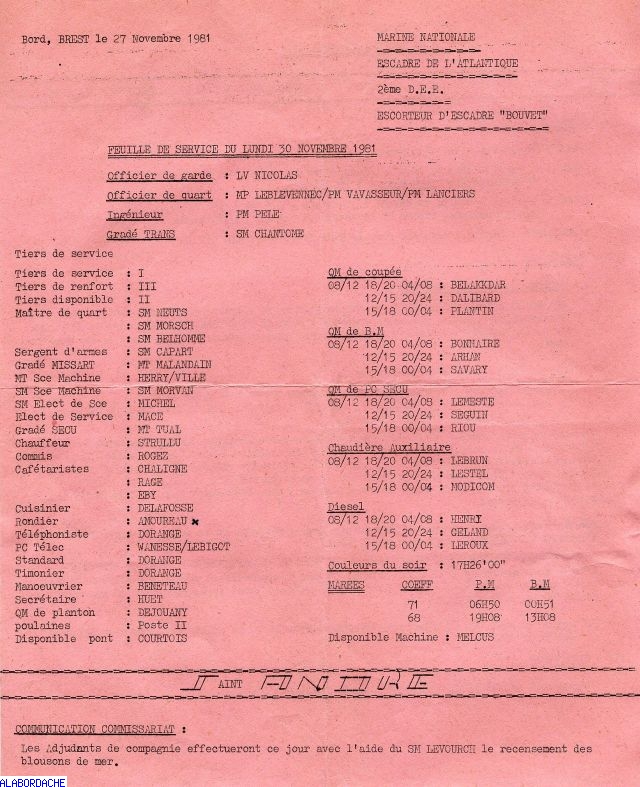 Bord, BREST le 27 Novembre 1981
MARINE NATIONALE
ESCADRE DE L'ATLANTIQUE
2ème D.E.E.
ESCORTEUR D'ESCADRE "BOUVET"
FEUILLE DE SERVICE DU LUNDI 30 NOVEMBRE 1981
Officier de garde : LV NICOLAS
Officier de quart : MP LEBLEVENNEC/PM VAVASSEUR/PM LANCIERS
Ingénieur : PM PELE
Gradé TRANS : SM CHANTOME
Tiers de service
Tiers de service : I
Tiers de renfort : III
Tiers disponible : II
Maître de quart : SM NEUTS
: SM MORSCH
: SM BELHOMME
Sergent d'armes : SM CAPART
Gradé MISSART : MT MALANDAIN
MT Sce Machine : HERRY/VILLE
SM Sce Machine : SM MORVAN
SM Elect de Sce : MICHEL
Elect de Service : MACE
Gradé SECU : MT TUAL
Chauffeur : STRULLU
Commis : ROGEZ
Cafétaristes : CHALIGNE
: RAGE
: EBY
Cuisinier : DELAFOSSE
Rondier : AMOUREAU x
Téléphoniste : DORANGE
PC Télec : WANESSE/LEBIGOT
Standard : DORANGE
Timonier : DORANGE
Manoeuvrier : BENETEAU
Secrétaire : HUET
QM de planton : DEJOUANY
poulaines : Poste II
Disponible pont : COURTOIS
QM de coupée
08/12 18/20 04/08 : BELAKKDAR
12/15 20/24 : DALIBARD
15/18 00/04 : PLANTIN
QM de B.M
08/12 18/20 04/08 : BONNAIRE
12/15 20/24 : ARHAN
15/18 00/04 : SAVARY
QM de PC SECU
08/12 18/20 04/08 : LEMESTE
12/15 20/24 : SEGUIN
15/18 00/04 : RIOU
Chaudière Auxiliaire
08/12 18/20 04/08 : LEBRUN
12/15 20/24 : LESTEL
15/18 00/04 : MODICOM
Diesel
08/12 18/20 04/08 : HENRI
12/15 20/24 : GELAND
15/18 00/04 : LEROUX
Couleurs du soir : 17H26'00"
MAREES COEFF P.M B.M
71 06H50 00H51
68 19H08 13H08
Disponible Machine : MELCUS
SAINT ANDRE
COMMUNICATION COMMISSARIAT :
Les Adjudants de compagnie effectueront ce jour avec l'aide du SM LEVOURCH le recensement des
blousons de mer.
ALABORDACHE